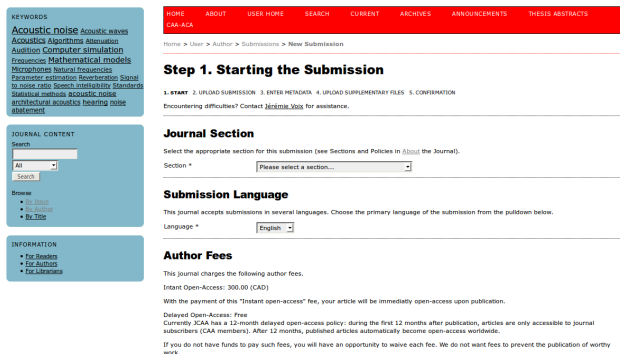 KEYWORDS
Acoustic noise Acoustic waves
Acoustics Algorithms Attenuation
Audition Computer simulation
Frequencies Mathematical models
Microphones Natural frequencies
Parameter estimation Reverberation Signal
to noise ratio Speech intelligibility Standards
Statistical methods acoustic noise
architectural acoustics hearing noise
abatement
JOURNAL CONTENT
Search
All
Search
Browse
By Issue
By Author
By Title
INFORMATION
For Readers
For Authors
For Librarians
HOME ABOUT USER HOME SEARCH CURRENT ARCHIVES ANNOUNCEMENTS THESIS ABSTRACTS
CAA-ACA
Home > User > Author > Submissions > New Submission
Step 1. Starting the Submission
1. START 2. UPLOAD SUBMISSION 3. ENTER METADATA 4. UPLOAD SUPPLEMENTARY FILES 5. CONFIRMATION
Encountering difficulties? Contact Jérémie Voix for assistance.
Journal Section
Select the appropriate section for this submission (see Sections and Policies in About the Journal).
Section * Please select a section...
Submission Language
This journal accepts submissions in several languages. Choose the primary language of the submission from the pulldown below.
Language * English
Author Fees
This journal charges the following author fees.
Intant Open-Access: 300.00 (CAD)
With the payment of this "Instant open-access" fee, your article will be immediatly open-access upon publication.
Delayed Open-Access: Free
Currently JCAA has a 12-month delayed open-access policy: during the first 12 months after publication, articles are only accessible to journal
subscribers (CAA members). After 12 months, published articles automatically become open-access worldwide.
If you do not have funds to pay such fees, you will have an opportunity to waive each fee. We do not want fees to prevent the publication of worthy
work.